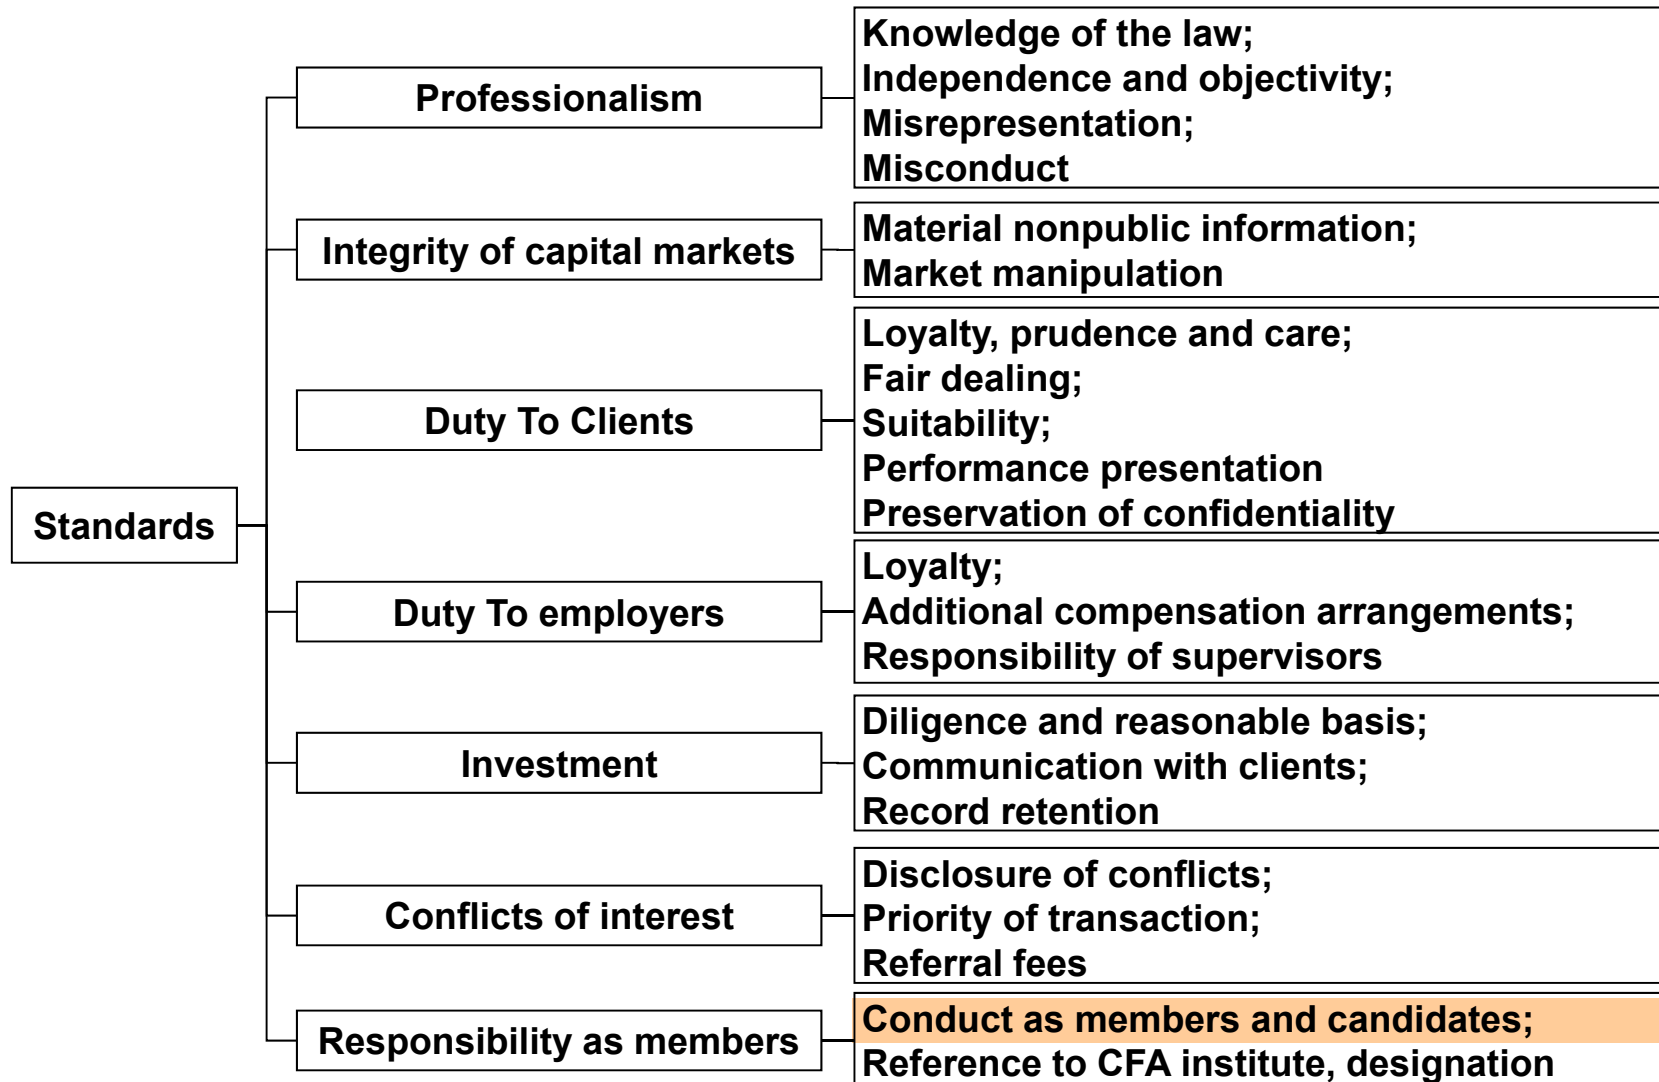 Standards
Professionalism
Knowledge of the law;
Independence and objectivity;
Misrepresentation;
Misconduct
Integrity of capital markets
Material nonpublic information;
Market manipulation
Duty To Clients
Loyalty, prudence and care;
Fair dealing;
Suitability;
Performance presentation
Preservation of confidentiality
Duty To employers
Loyalty;
Additional compensation arrangements;
Responsibility of supervisors
Investment
Diligence and reasonable basis;
Communication with clients;
Record retention
Conflicts of interest
Disclosure of conflicts;
Priority of transaction;
Referral fees
Responsibility as members
Conduct as members and candidates;
Reference to CFA institute, designation